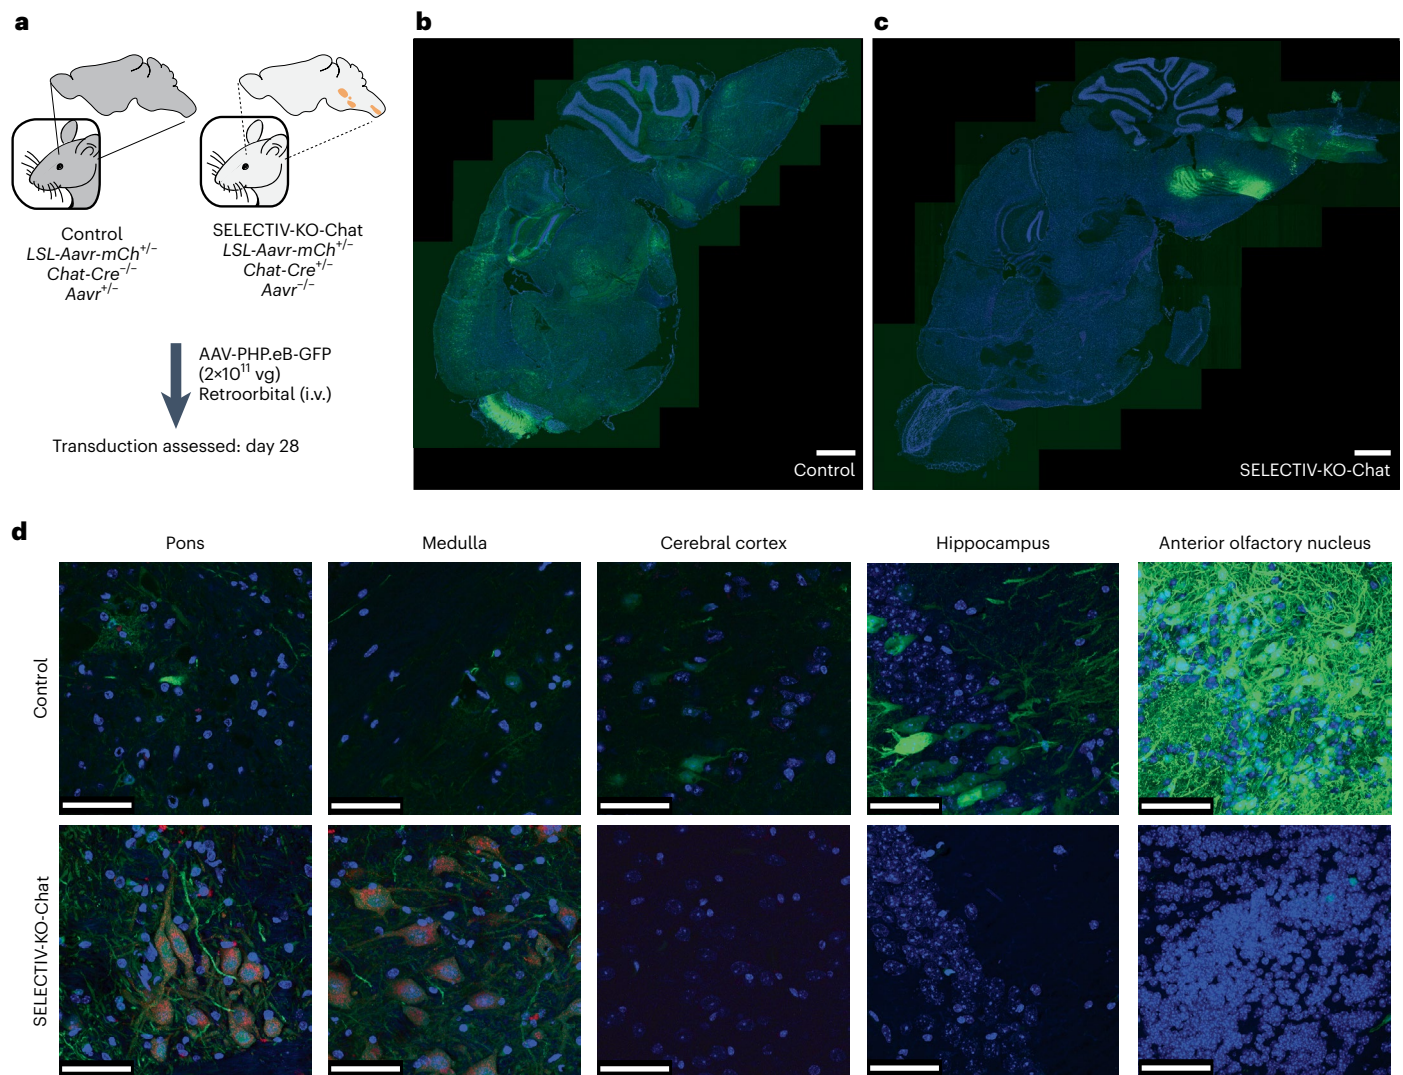 a
Control
LSL-Aavr-mCh+/−
Chat-Cre−/−
Aavr+/−
SELECTIV-KO-Chat
LSL-Aavr-mCh+/−
Chat-Cre+/−
Aavr−/−
AAV-PHP.eB-GFP
(2×10¹¹ vg)
Retroorbital (i.v.)
Transduction assessed: day 28
b
Control
c
SELECTIV-KO-Chat
d
Pons
Medulla
Cerebral cortex
Hippocampus
Anterior olfactory nucleus
Control
SELECTIV-KO-Chat